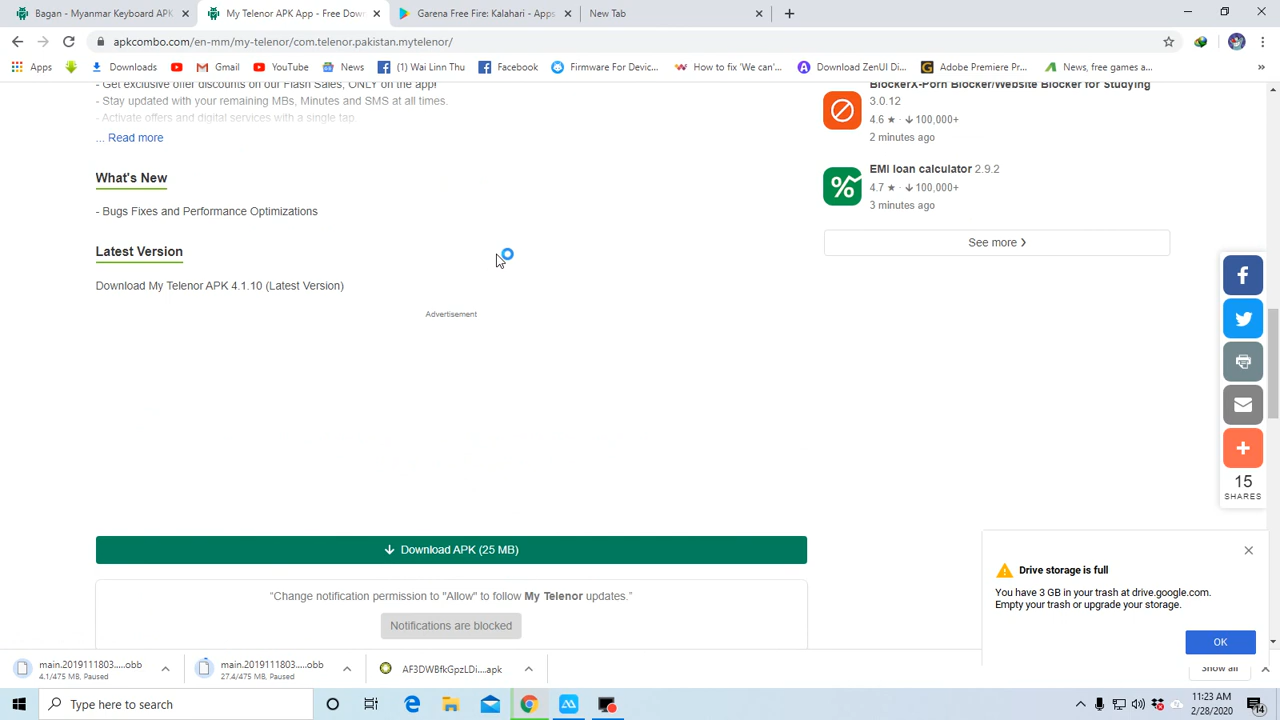 Bagan - Myanmar Keyboard APK
My Telenor APK App - Free Dow
Garena Free Fire: Kalahari - Apps
New Tab
apkcombo.com/en-mm/my-telenor/com.telenor.pakistan.mytelenor/
Apps
Downloads
Gmail
YouTube
News
(1) Wai Linn Thu
Facebook
Firmware For Devic...
How to fix 'We can'...
Download ZenUI Di...
Adobe Premiere Pr...
News, free games a...
»
- Get exclusive offer discounts on our Flash Sales, ONLY on the app!
- Stay updated with your remaining MBs, Minutes and SMS at all times.
- Activate offers and digital services with a single tap
... Read more
What's New
- Bugs Fixes and Performance Optimizations
Latest Version
Download My Telenor APK 4.1.10 (Latest Version)
Advertisement
Download APK (25 MB)
"Change notification permission to "Allow" to follow My Telenor updates."
Notifications are blocked
BlockerX-Porn Blocker/Website Blocker for Studying
3.0.12
4.6 ★ · 100,000+
2 minutes ago
EMI loan calculator 2.9.2
4.7 ★ · 100,000+
3 minutes ago
See more
15
SHARES
Drive storage is full
You have 3 GB in your trash at drive.google.com.
Empty your trash or upgrade your storage.
OK
main.2019111803.....obb
4.1/475 MB, Paused
main.2019111803.....obb
27.4/475 MB, Paused
AF3DWBfkGpzLDi....apk
Show all
Type here to search
11:23 AM
2/28/2020
14